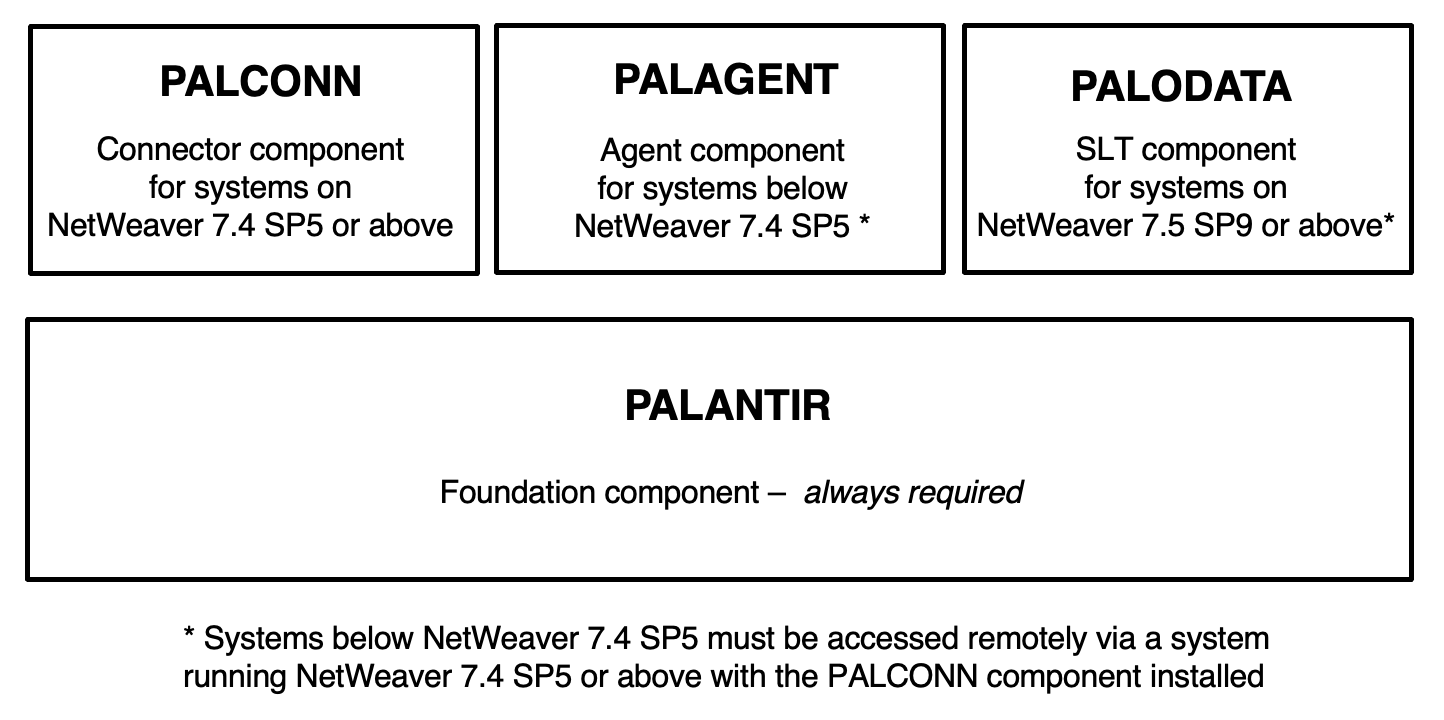 PALCONN
Connector component
for systems on
NetWeaver 7.4 SP5 or above
PALAGENT
Agent component
for systems below
NetWeaver 7.4 SP5 *
PALODATA
SLT component
for systems on
NetWeaver 7.5 SP9 or above*
PALANTIR
Foundation component – always required
* Systems below NetWeaver 7.4 SP5 must be accessed remotely via a system
running NetWeaver 7.4 SP5 or above with the PALCONN component installed